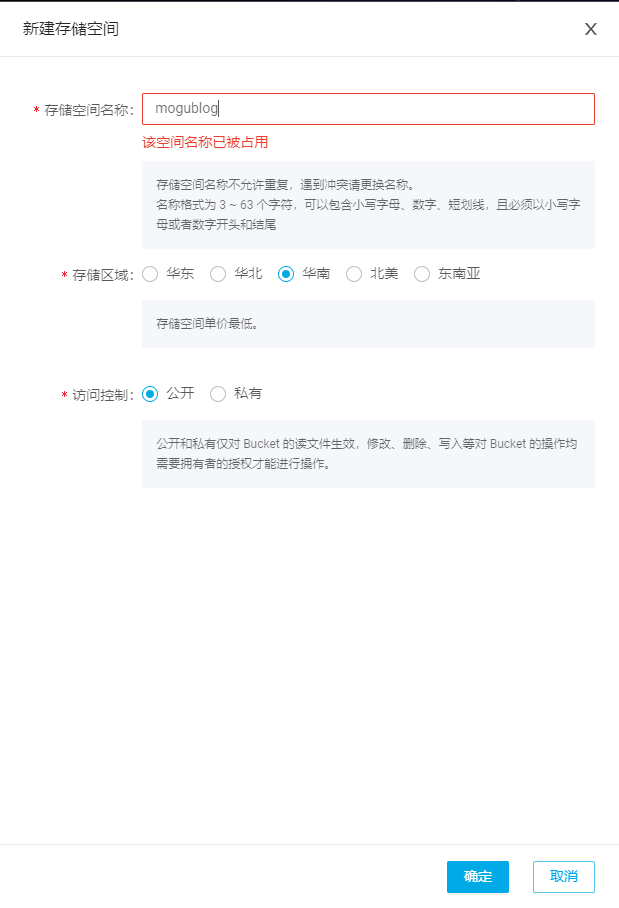 新建存储空间 X
* 存储空间名称: mogublog
该空间名称已被占用
存储空间名称不允许重复，遇到冲突请更换名称。
名称格式为 3 ~ 63 个字符，可以包含小写字母、数字、短划线，且必须以小写字
母或者数字开头和结尾
* 存储区域: 华东 华北 华南 北美 东南亚
存储空间单价最低。
* 访问控制: 公开 私有
公开和私有仅对 Bucket 的读文件生效，修改、删除、写入等对 Bucket 的操作均
需要拥有者的授权才能进行操作。
确定 取消